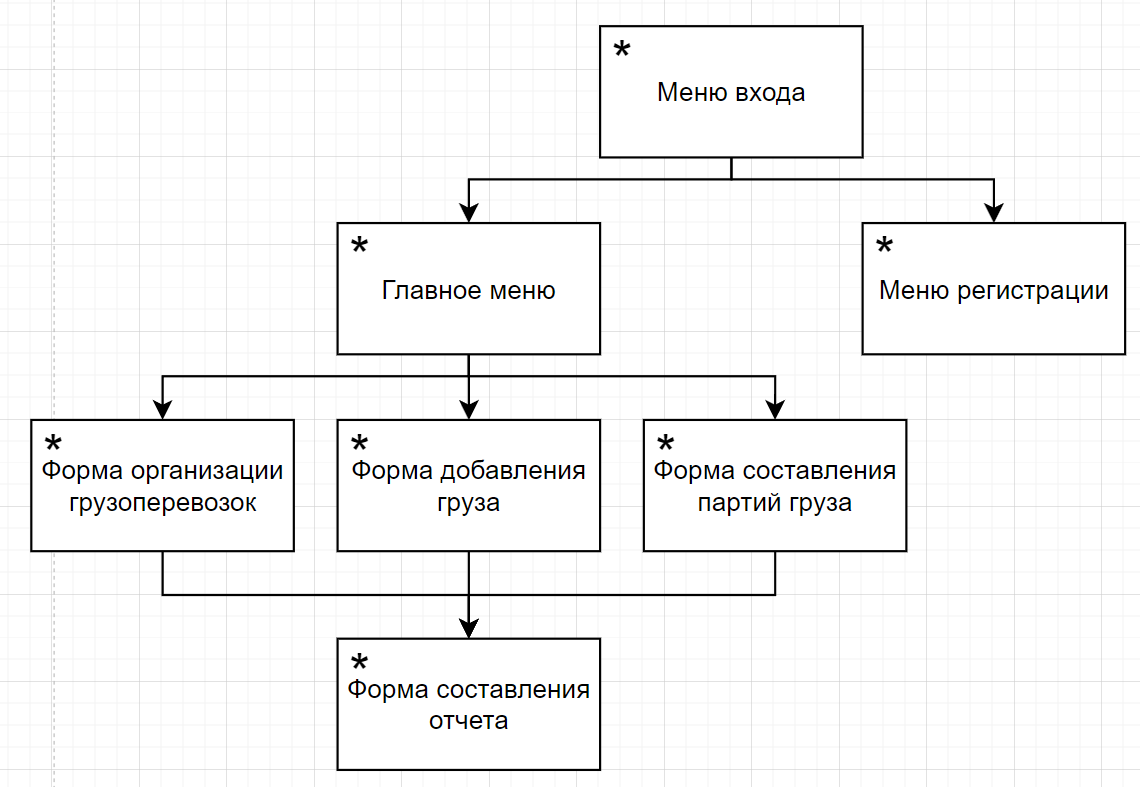 *
Меню входа
*
Главное меню
*
Меню регистрации
*
Форма организации
грузоперевозок
*
Форма добавления
груза
*
Форма составления
партий груза
*
Форма составления
отчета